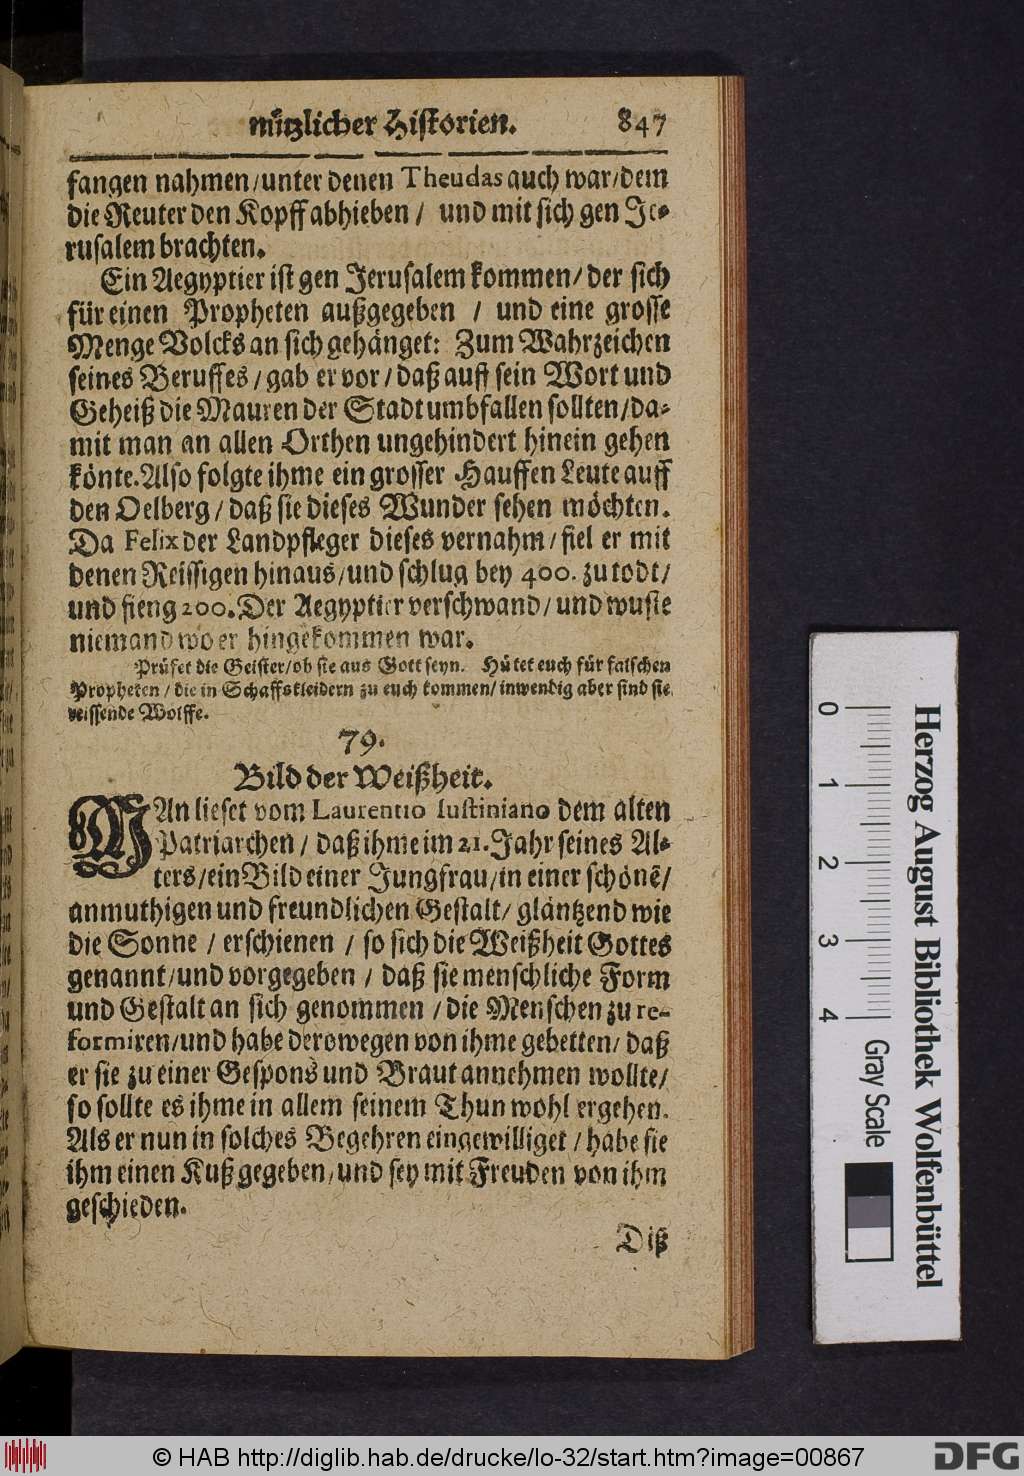 nützlicher Historien. 847
fangen nahmen/unter denen Theudas auch war/dem
die Reuter den Kopff abhieben / und mit sich gen Je-
rusalem brachten.
Ein Aegyptier ist gen Jerusalem kommen/ der sich
für einen Propheten außgegeben / und eine grosse
Menge Volcks an sich gehänget: Zum Wahrzeichen
seines Beruffes / gab er vor / daß auff sein Wort und
Geheiß die Mauren der Stadt umbfallen sollten/da-
mit man an allen Orthen ungehindert hinein gehen
könte. Also folgte ihme ein grosser Hauffen Leute auff
den Oelberg / daß sie dieses Wunder sehen möchten.
Da Felix der Landpfleger dieses vernahm/ fiel er mit
denen Reissigen hinaus/und schlug bey 400. zu todt/
und fieng 200. Der Aegyptier verschwand/ und wuste
niemand wo er hingekommen war.
Prüfet die Geister/ob sie aus Gott seyn. Hütet euch für falschen
Propheten / die in Schaffskleidern zu euch kommen/ inwendig aber sind sie
reissende Wolffe.
79.
Bild der Weißheit.
MAn lieset vom Laurentio Iustiniano dem alten
Patriarchen / daß ihme im 21. Jahr seines Al-
ters/ein Bild einer Jungfrau/in einer schönē/
anmuthigen und freundlichen Gestalt/ gläntzend wie
die Sonne / erschienen / so sich die Weißheit Gottes
genannt/und vorgegeben / daß sie menschliche Form
und Gestalt an sich genommen / die Menschen zu re-
formiren/und habe derowegen von ihme gebetten/ daß
er sie zu einer Gespons und Braut annehmen wollte/
so sollte es ihme in allem seinem Thun wohl ergehen.
Als er nun in solches Begehren eingewilliget / habe sie
ihm einen Kuß gegeben/und sey mit Freuden von ihm
geschieden.
Diß
0 1 2 3 4
Herzog August Bibliothek Wolfenbüttel
Gray Scale
© HAB http://diglib.hab.de/drucke/lo-32/start.htm?image=00867
DFG